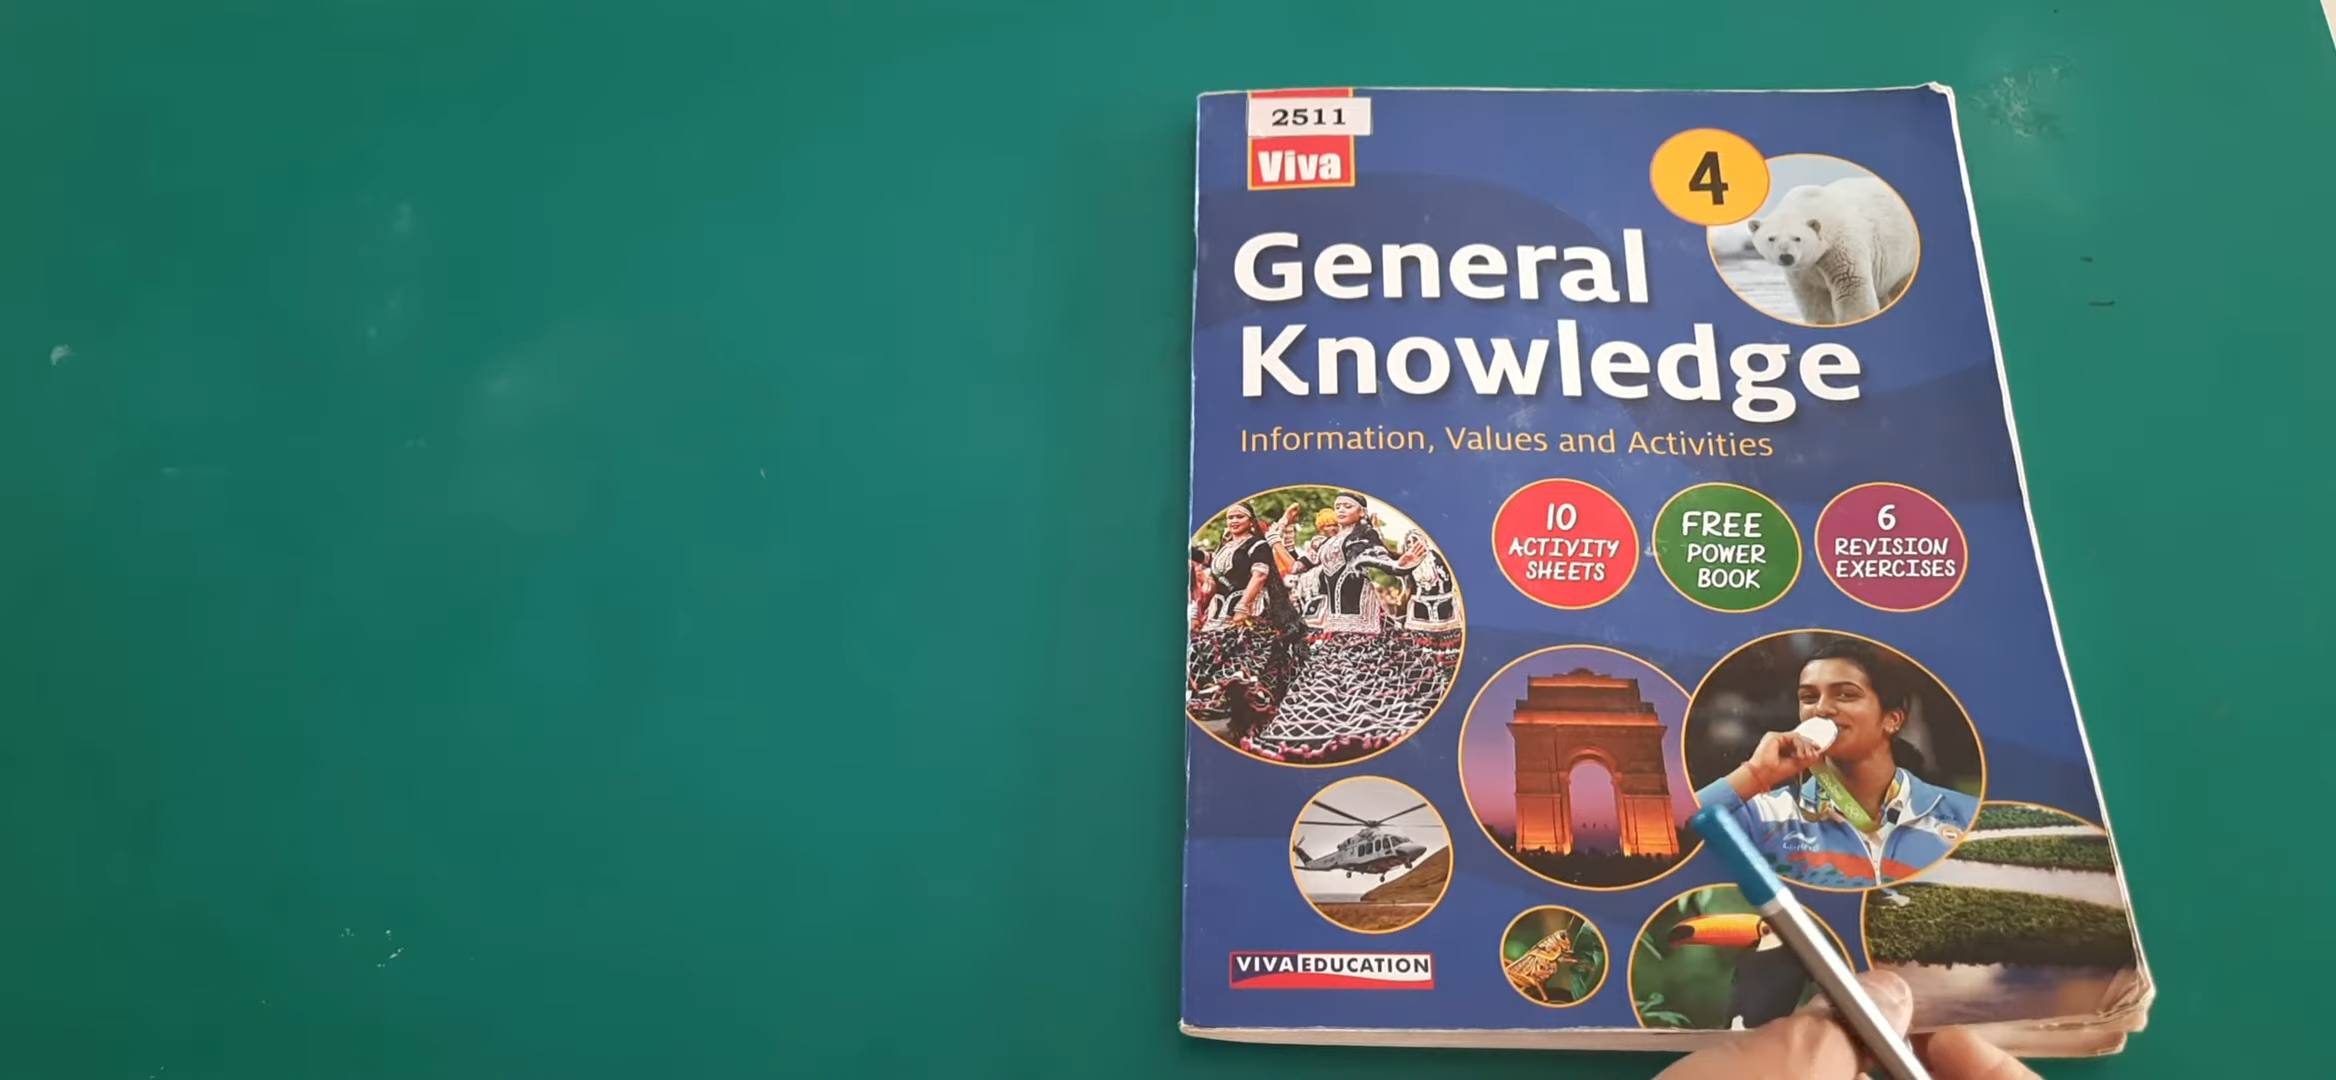 2511
Viva
4
General
Knowledge
Information, Values and Activities
10
ACTIVITY
SHEETS
FREE
POWER
BOOK
6
REVISION
EXERCISES
VIVA EDUCATION